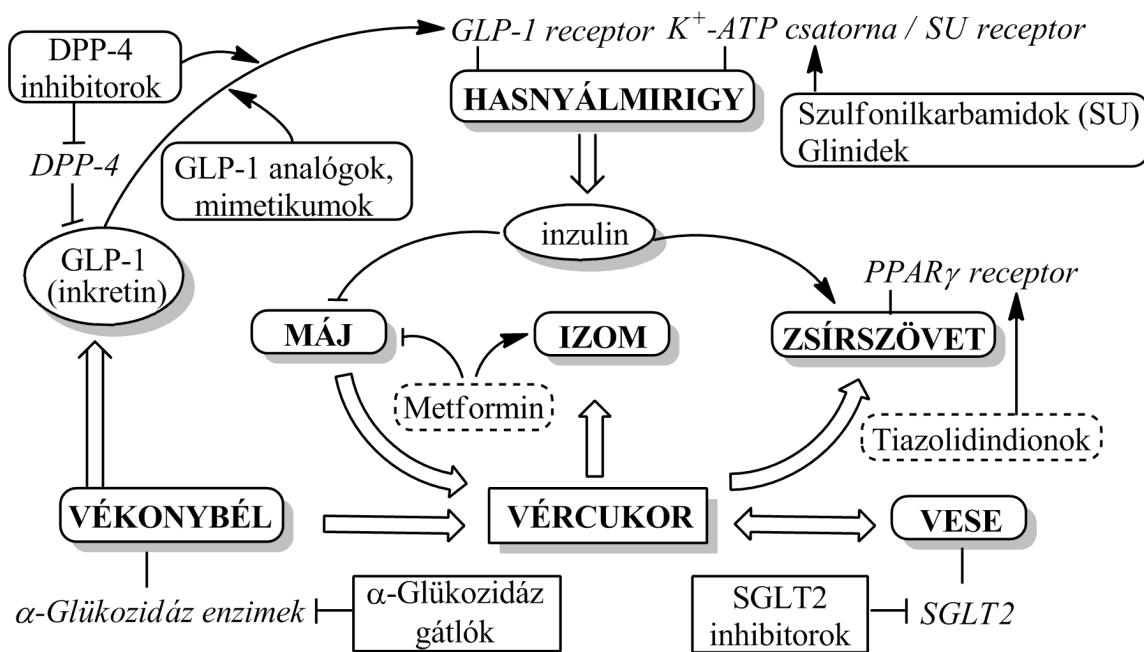 DPP-4
inhibitorok
GLP-1 receptor
K⁺-ATP csatorna / SU receptor
HASNYÁLMIRIGY
Szulfonilkarbamidok (SU)
Glinidek
DPP-4
GLP-1 analógok,
mimetikumok
inzulin
GLP-1
(inkretin)
PPARγ receptor
MÁJ
IZOM
ZSÍRSZÖVET
Metformin
Tiazolidindionok
VÉKONYBÉL
VÉRCUKOR
VESE
α-Glükozidáz enzimek
α-Glükozidáz
gátlók
SGLT2
inhibitorok
SGLT2